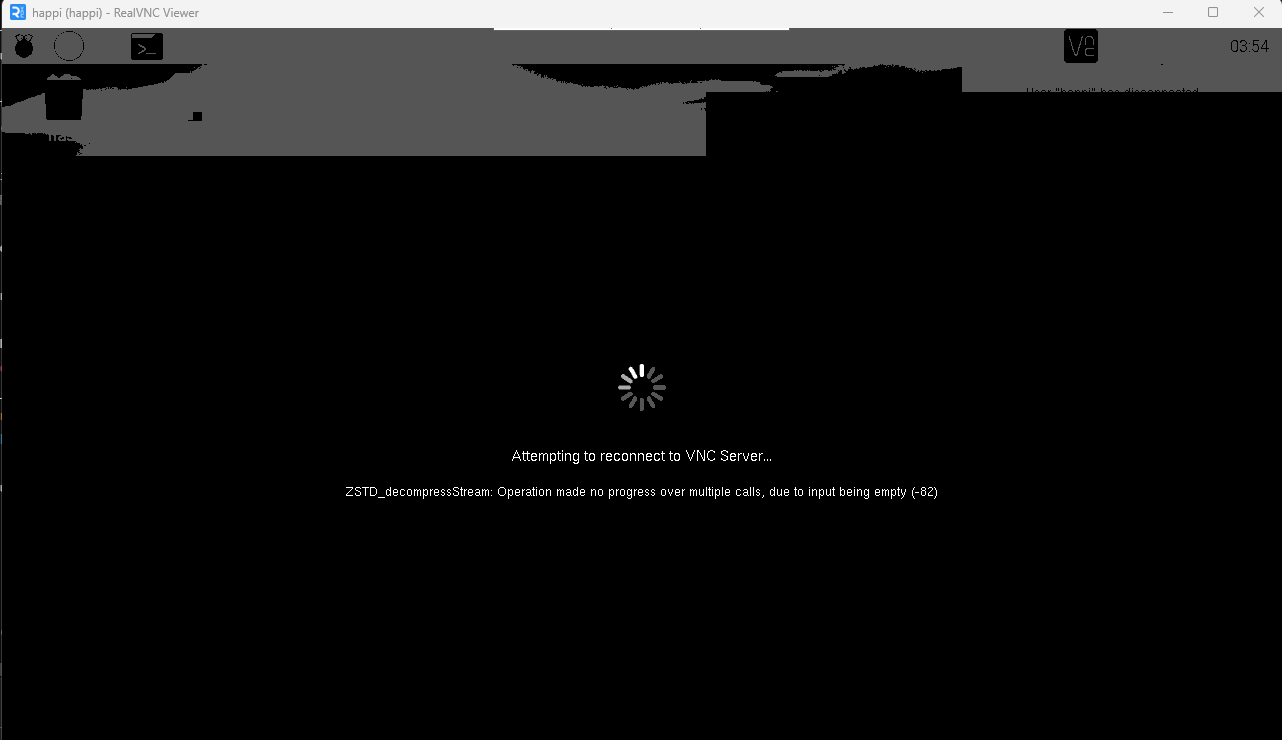 happi (happi) - RealVNC Viewer
>_
V2
03:54
User "happi" has disconnected
Attempting to reconnect to VNC Server...
ZSTD_decompressStream: Operation made no progress over multiple calls, due to input being empty (-82)